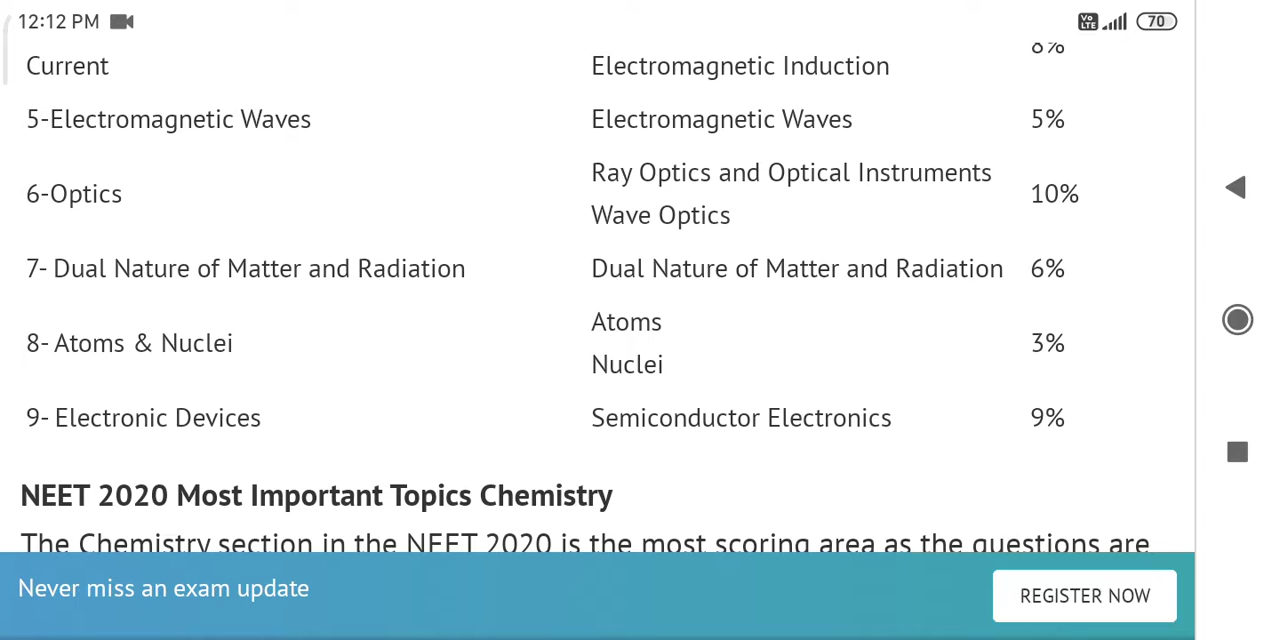 12:12 PM
Vo LTE
70
8%
Current Electromagnetic Induction
5-Electromagnetic Waves Electromagnetic Waves 5%
Ray Optics and Optical Instruments
6-Optics 10%
Wave Optics
7- Dual Nature of Matter and Radiation Dual Nature of Matter and Radiation 6%
Atoms
8- Atoms & Nuclei 3%
Nuclei
9- Electronic Devices Semiconductor Electronics 9%
NEET 2020 Most Important Topics Chemistry
The Chemistry section in the NEET 2020 is the most scoring area as the questions are
Never miss an exam update
REGISTER NOW